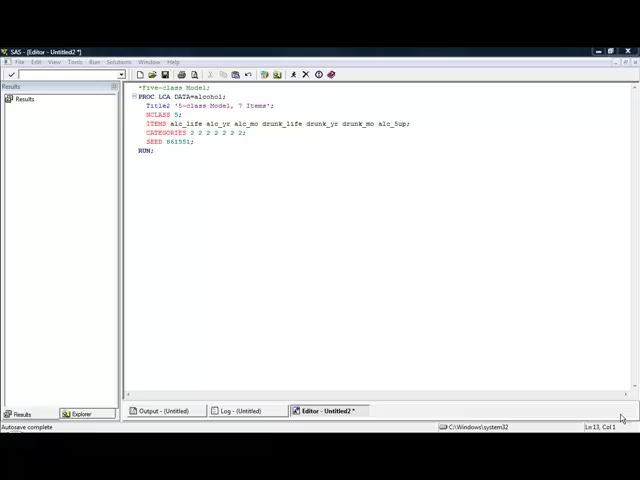 SAS - [Editor - Untitled2 *]
File Edit View Tools Run Solutions Window Help
Results
Results
*Five-class Model;
PROC LCA DATA=alcohol;
Title2 '5-class Model, 7 Items';
NCLASS 5;
ITEMS alc_life alc_yr alc_mo drunk_life drunk_yr drunk_mo alc_5up;
CATEGORIES 2 2 2 2 2 2 2;
SEED 861551;
RUN;
Results
Explorer
Output - (Untitled)
Log - (Untitled)
Editor - Untitled2 *
Autosave complete
C:\Windows\system32
Ln 13, Col 1